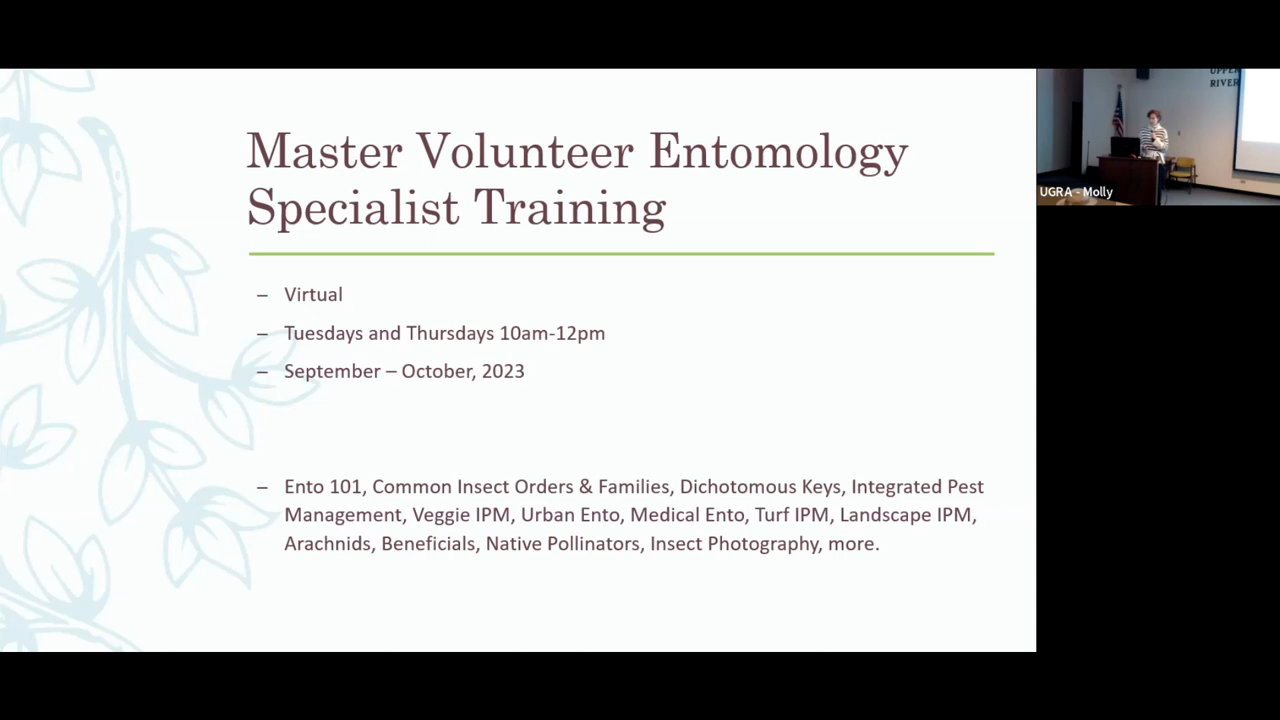 Master Volunteer Entomology
Specialist Training
– Virtual
– Tuesdays and Thursdays 10am-12pm
– September – October, 2023
– Ento 101, Common Insect Orders & Families, Dichotomous Keys, Integrated Pest
Management, Veggie IPM, Urban Ento, Medical Ento, Turf IPM, Landscape IPM,
Arachnids, Beneficials, Native Pollinators, Insect Photography, more.
UPPER
RIVER
UGRA - Molly